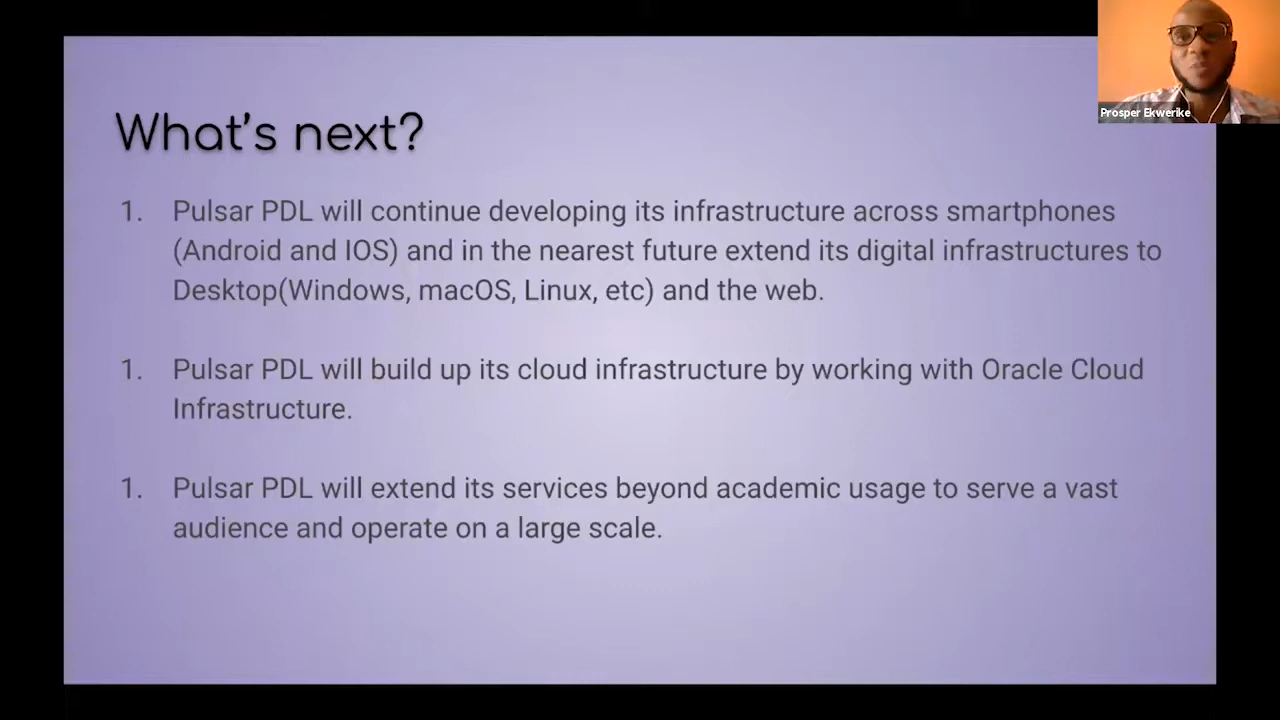 What's next?
1. Pulsar PDL will continue developing its infrastructure across smartphones
(Android and IOS) and in the nearest future extend its digital infrastructures to
Desktop(Windows, macOS, Linux, etc) and the web.
1. Pulsar PDL will build up its cloud infrastructure by working with Oracle Cloud
Infrastructure.
1. Pulsar PDL will extend its services beyond academic usage to serve a vast
audience and operate on a large scale.
Prosper Ekwerike